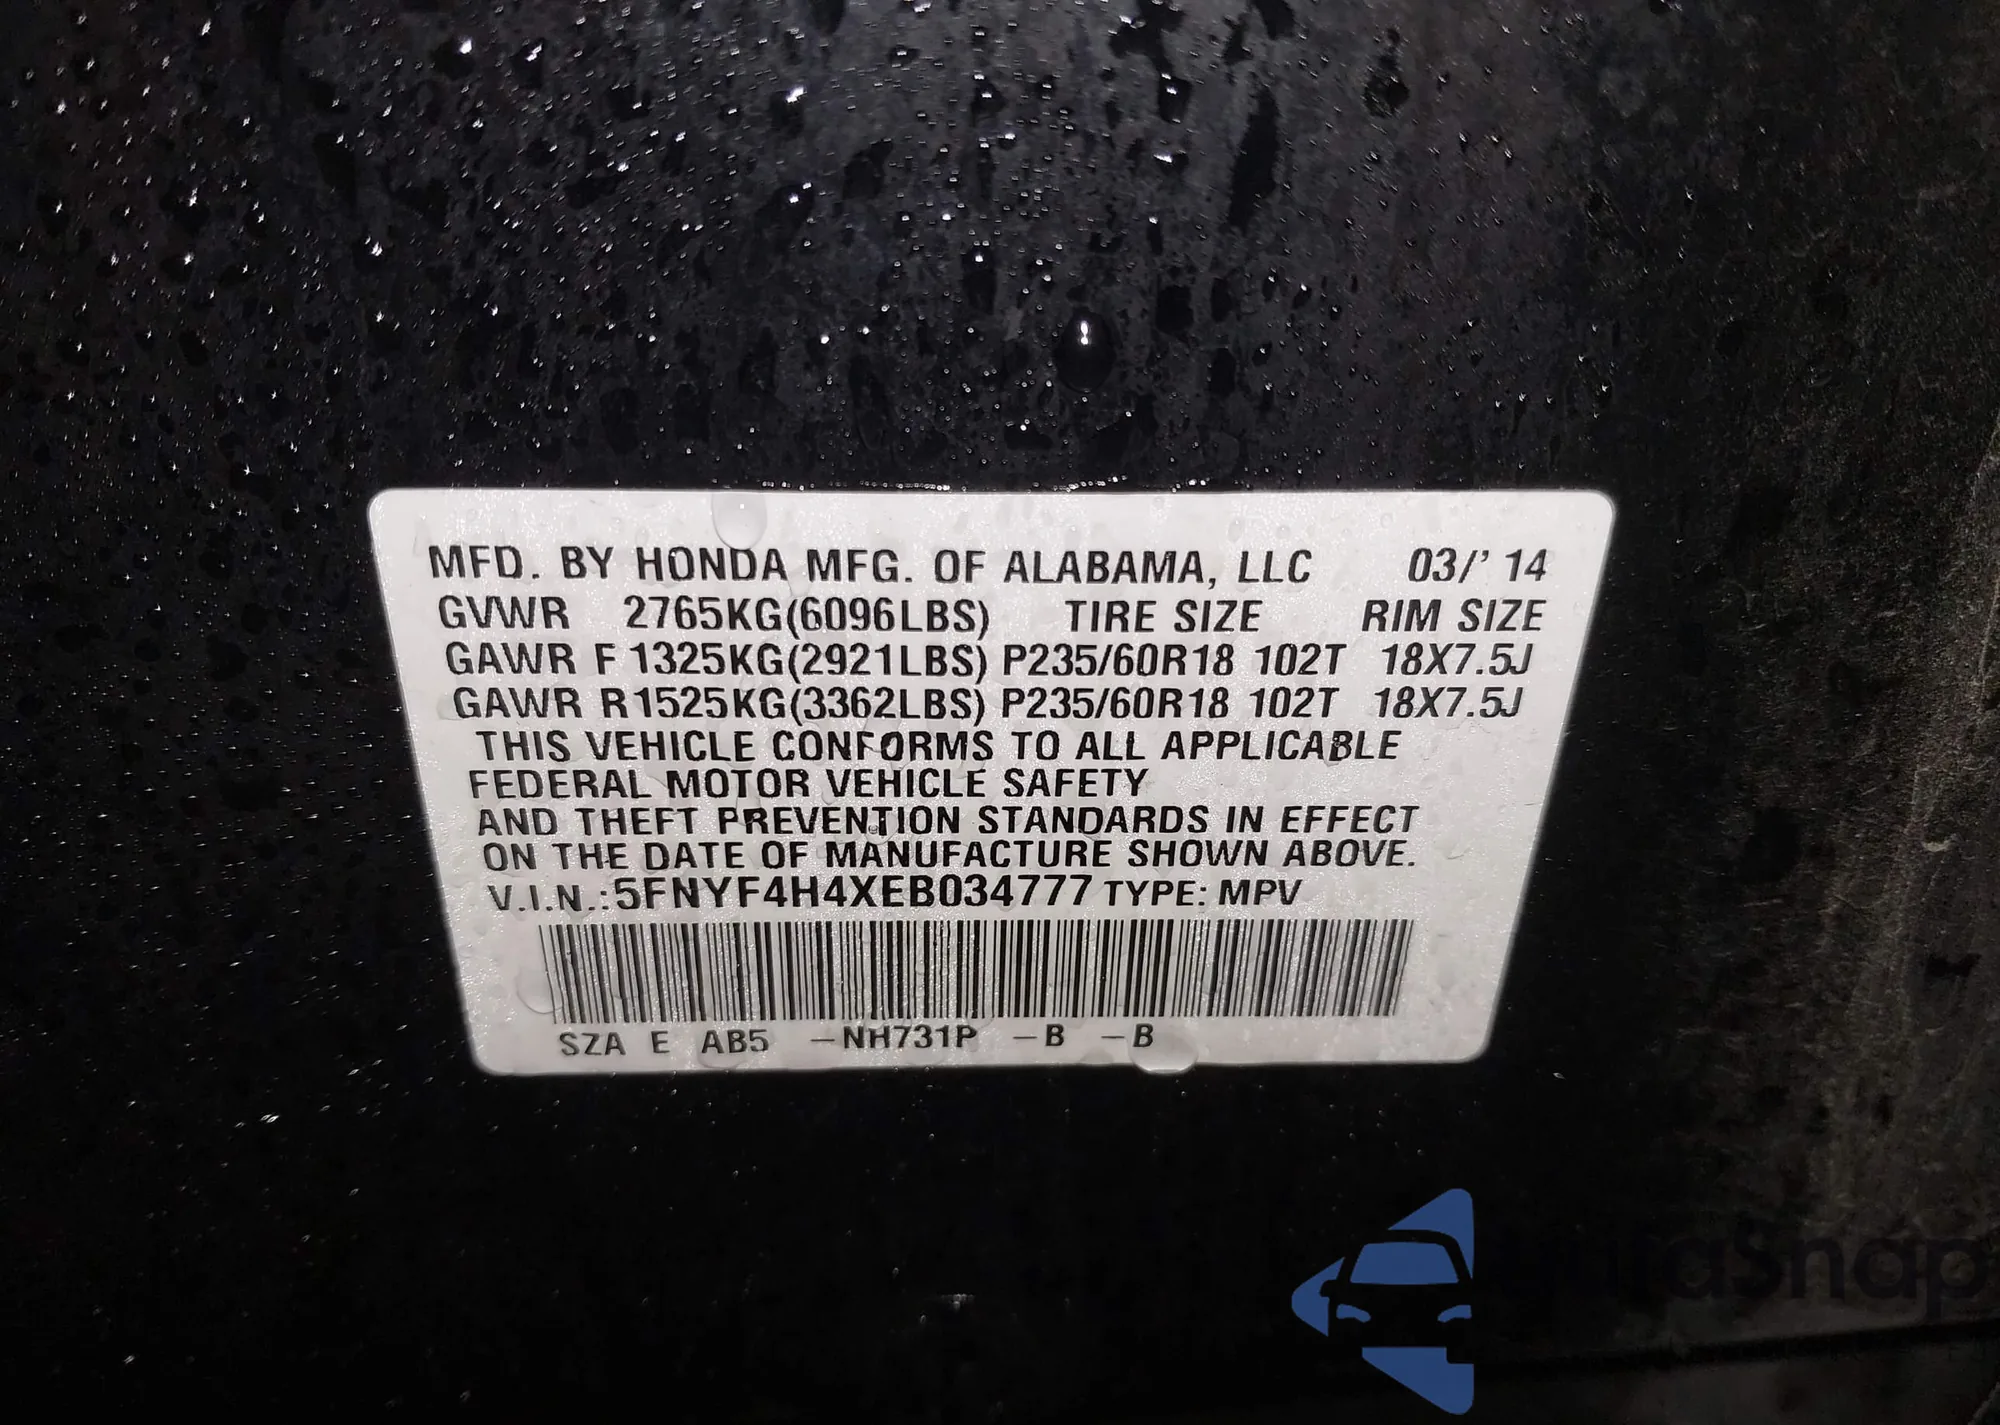 MFD. BY HONDA MFG. OF ALABAMA, LLC 03/' 14
GVWR 2765KG(6096LBS) TIRE SIZE RIM SIZE
GAWR F 1325KG(2921LBS) P235/60R18 102T 18X7.5J
GAWR R 1525KG(3362LBS) P235/60R18 102T 18X7.5J
THIS VEHICLE CONFORMS TO ALL APPLICABLE
FEDERAL MOTOR VEHICLE SAFETY
AND THEFT PREVENTION STANDARDS IN EFFECT
ON THE DATE OF MANUFACTURE SHOWN ABOVE.
V.I.N.:5FNYF4H4XEB034777 TYPE: MPV
SZA E AB5 -NH731P -B -B